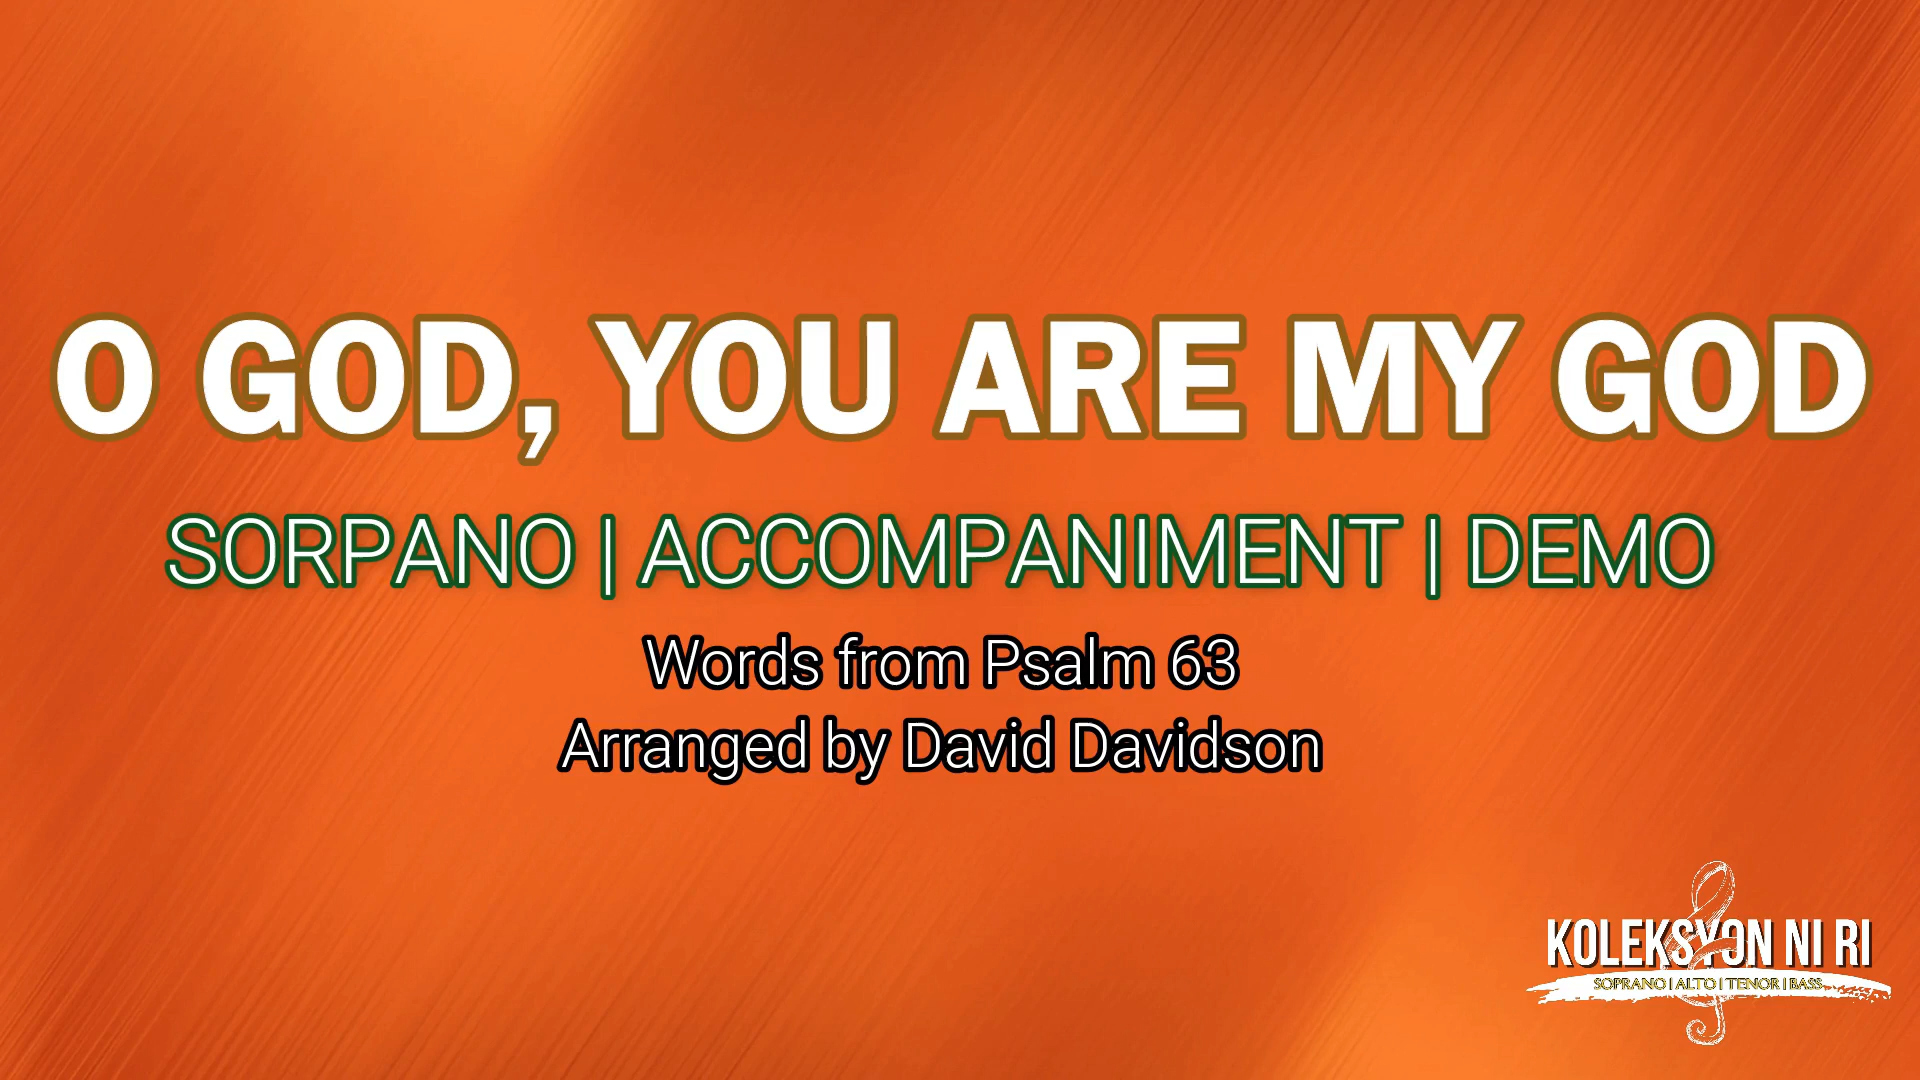 O GOD, YOU ARE MY GOD
SORPANO | ACCOMPANIMENT | DEMO
Words from Psalm 63
Arranged by David Davidson
KOLEKSYON NI RI
SOPRANO | ALTO | TENOR | BASS